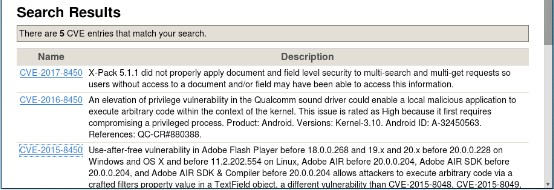 Search Results
There are 5 CVE entries that match your search.
Name Description
CVE-2017-8450 X-Pack 5.1.1 did not properly apply document and field level security to multi-search and multi-get requests so
users without access to a document and/or field may have been able to access this information.
CVE-2016-8450 An elevation of privilege vulnerability in the Qualcomm sound driver could enable a local malicious application to
execute arbitrary code within the context of the kernel. This issue is rated as High because it first requires
compromising a privileged process. Product: Android. Versions: Kernel-3.10. Android ID: A-32450563.
References: QC-CR#880388.
CVE-2015-8450 Use-after-free vulnerability in Adobe Flash Player before 18.0.0.268 and 19.x and 20.x before 20.0.0.228 on
Windows and OS X and before 11.2.202.554 on Linux, Adobe AIR before 20.0.0.204, Adobe AIR SDK before
20.0.0.204, and Adobe AIR SDK & Compiler before 20.0.0.204 allows attackers to execute arbitrary code via a
crafted filters property value in a TextField object, a different vulnerability than CVE-2015-8048, CVE-2015-8049,